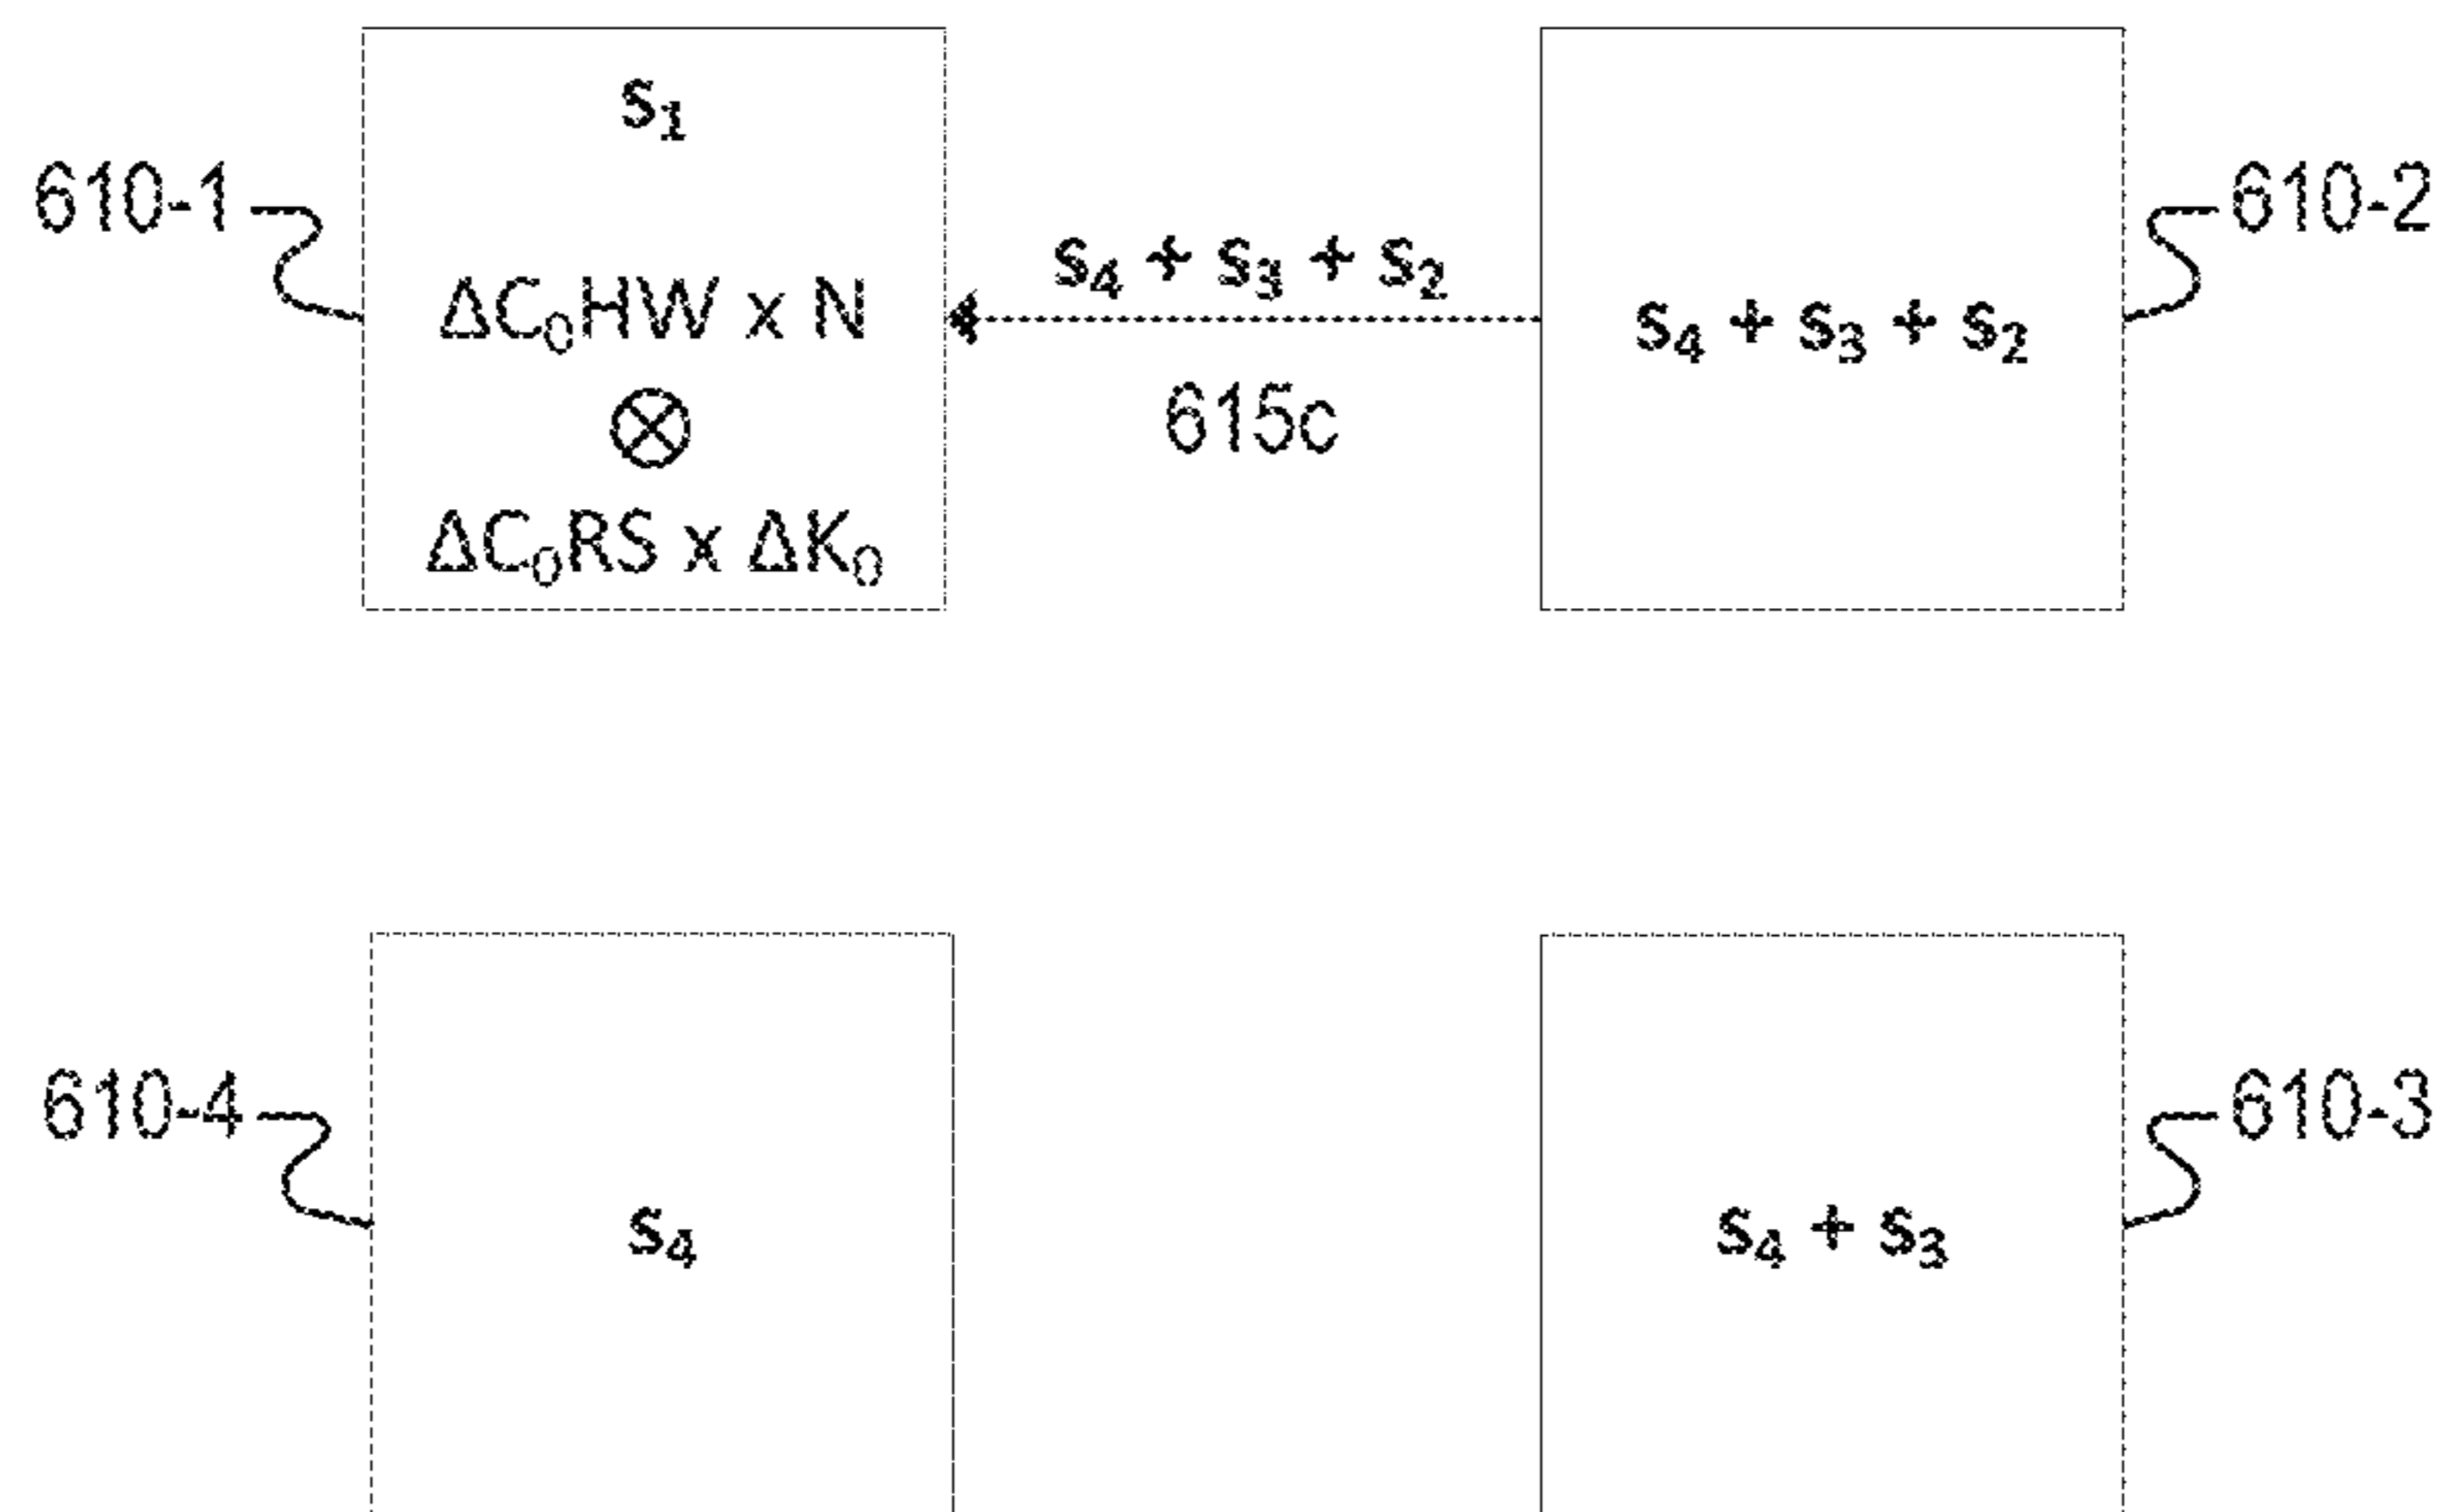 s₁
610-1
610-2
s₄ + s₃ + s₂
ΔC₀HW x N
s₄ + s₃ + s₂
⊗
615c
ΔC₀RS x ΔK₀
610-4
610-3
s₄
s₄ + s₃